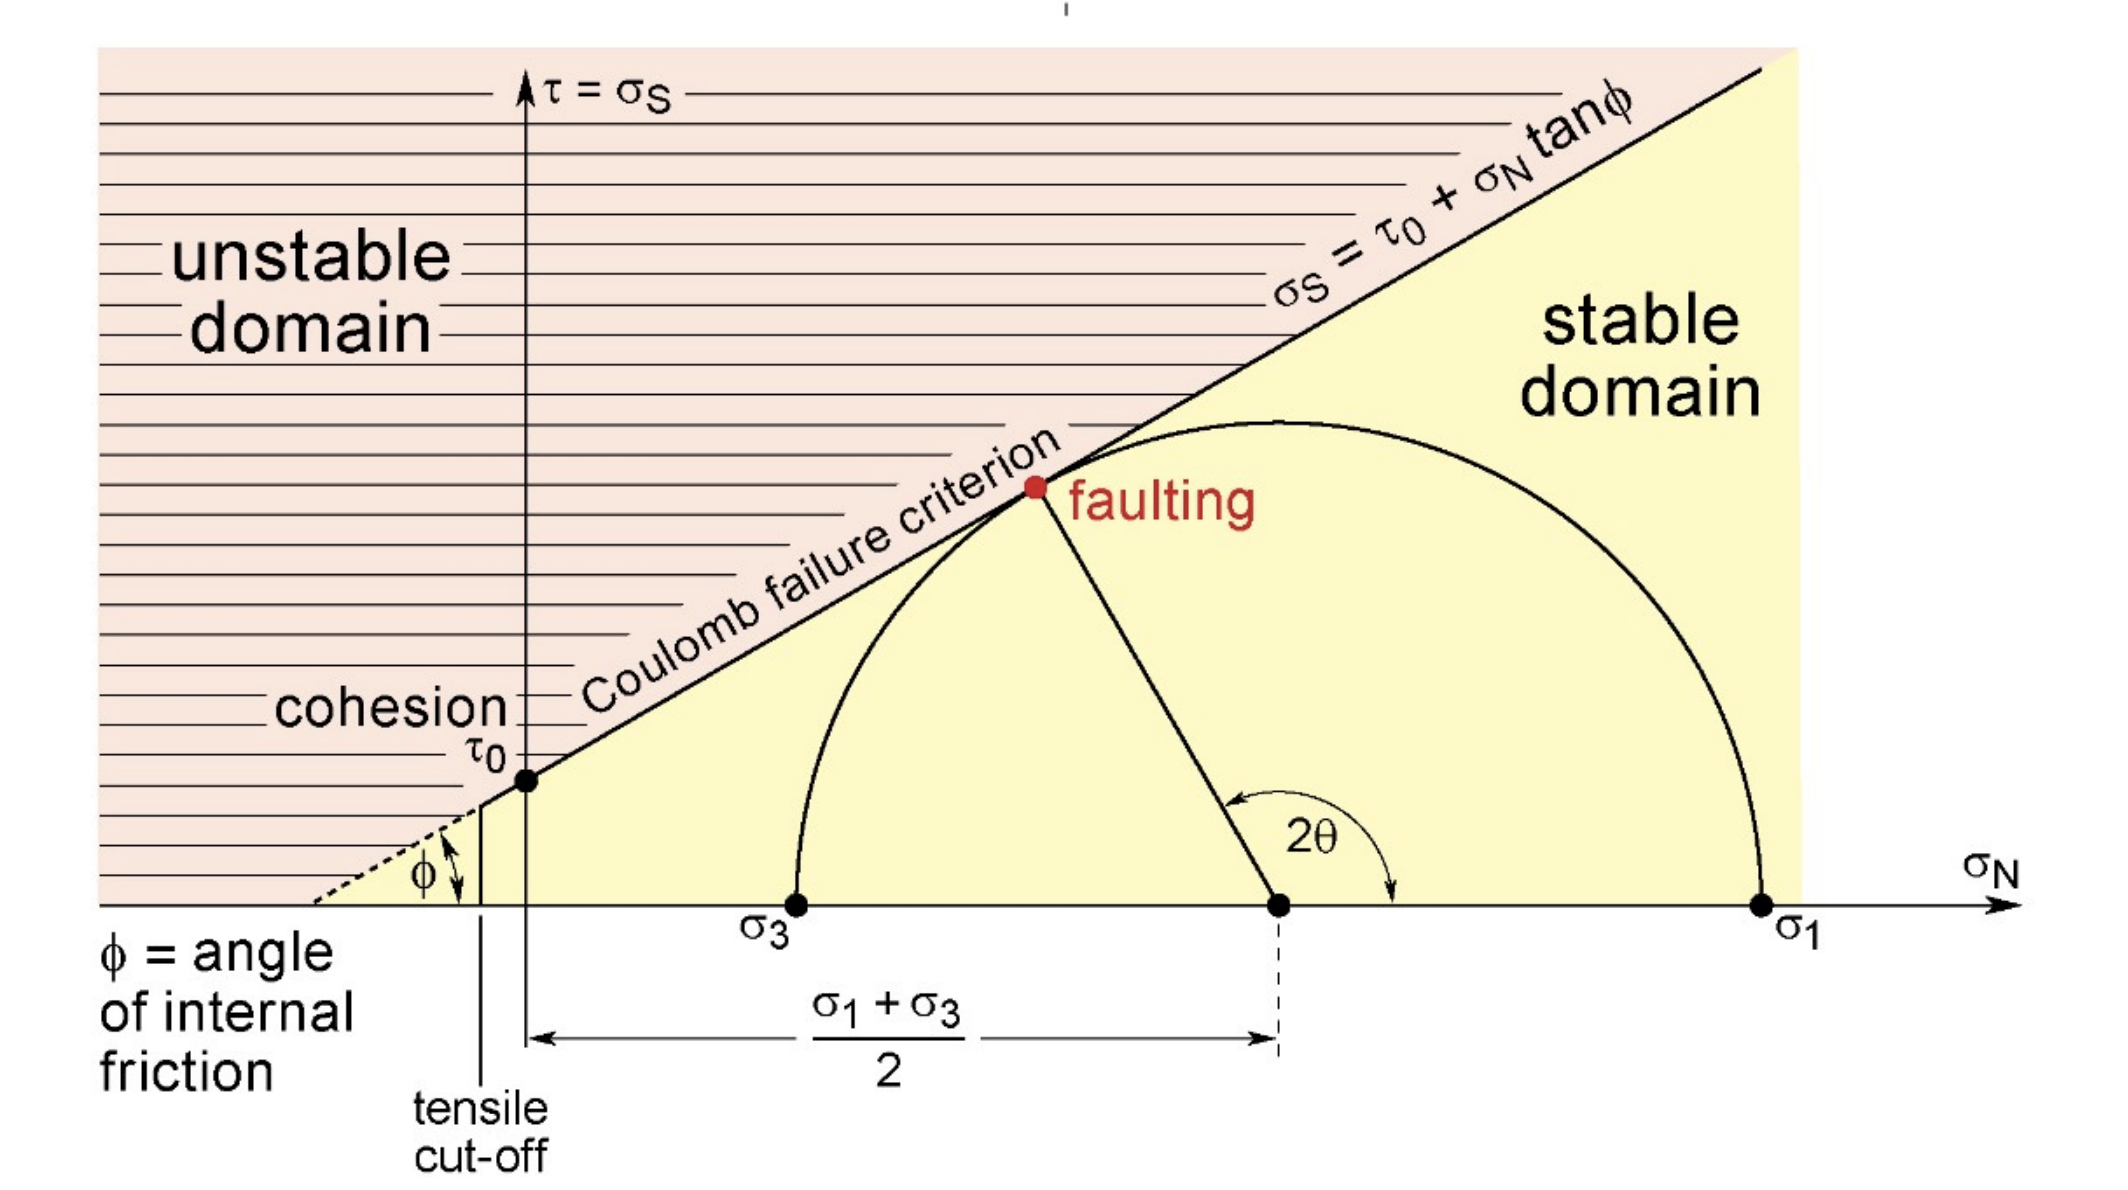 τ = σS
σS = τ0 + σN tanϕ
unstable
domain
stable
domain
Coulomb failure criterion
faulting
cohesion
τ0
ϕ
2θ
σN
σ3
σ1
ϕ = angle
of internal
friction
σ1 + σ3
2
tensile
cut-off